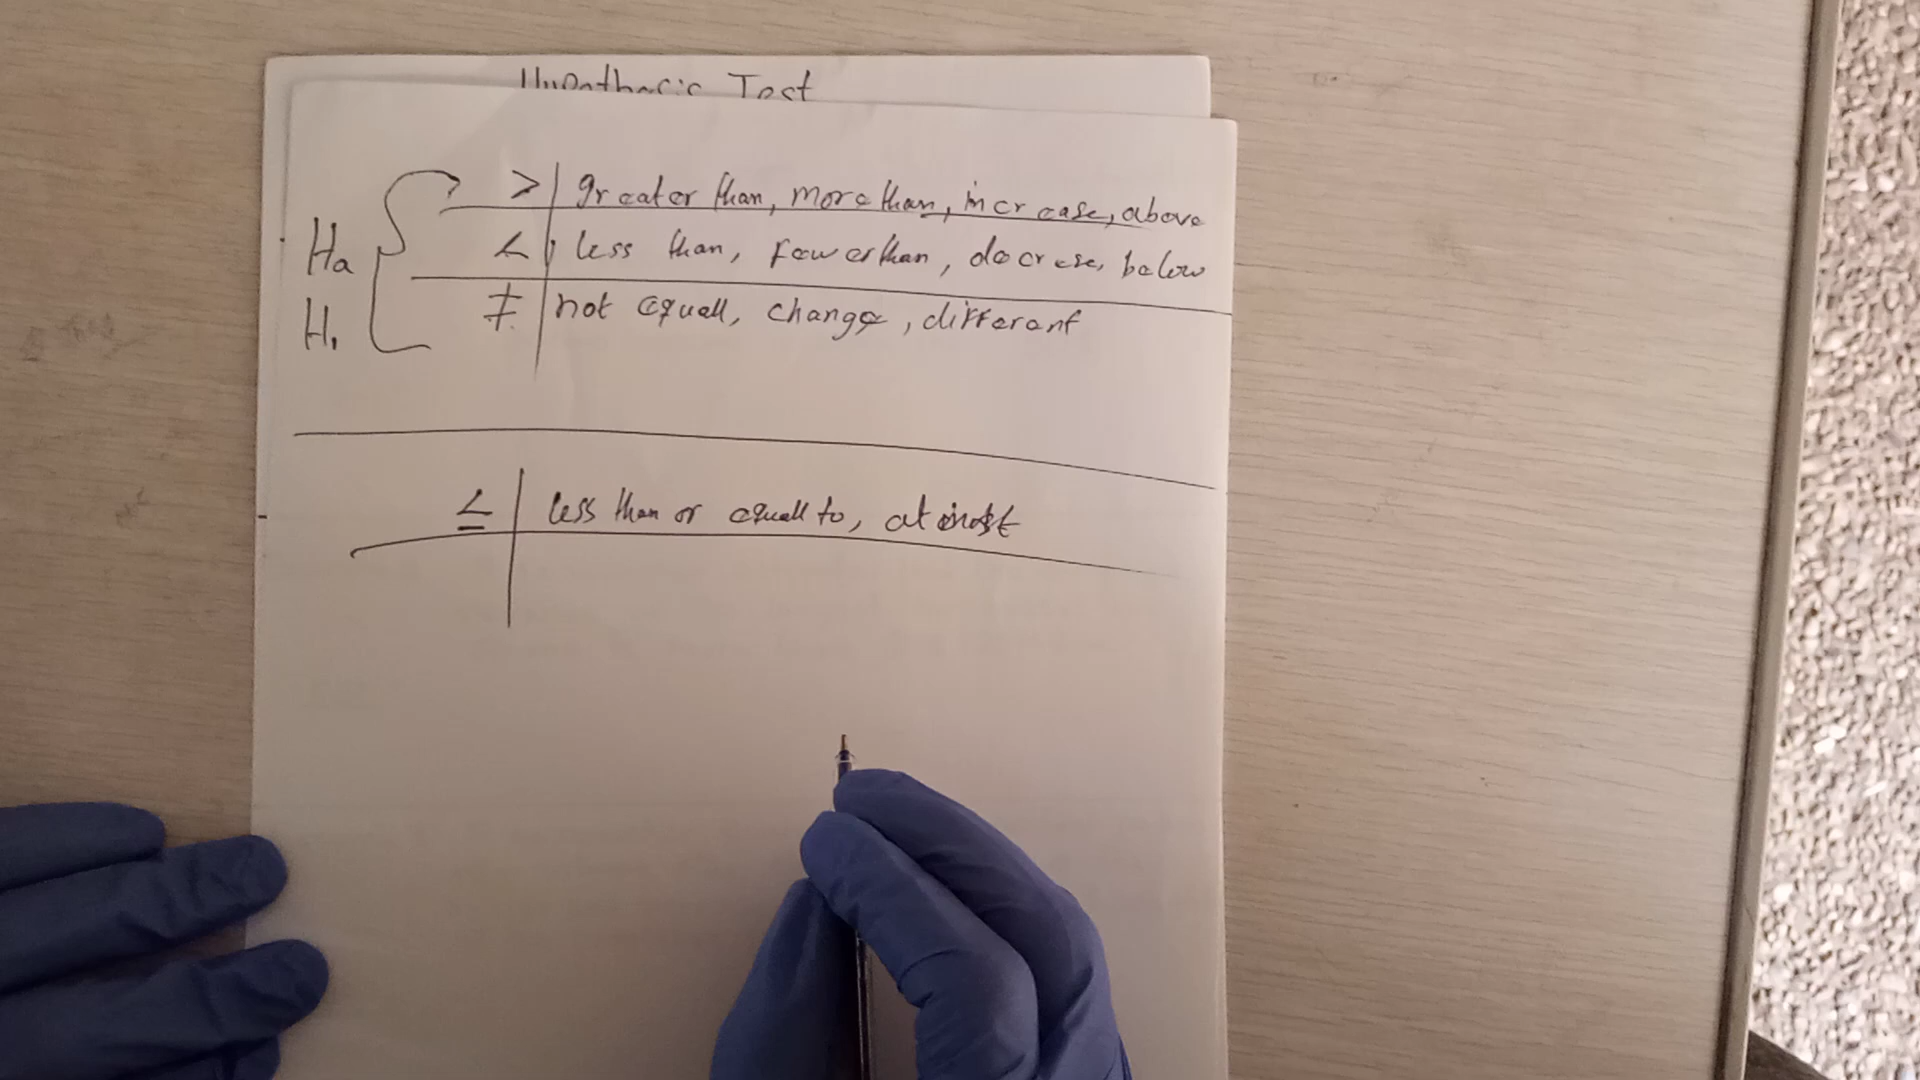 Hypothesis Test
> | greater than, more than, increase, above
Ha < | less than, fewer than, decrese, below
H₁ ≠ | not equall, change, different
≤ | less than or equall to, at most